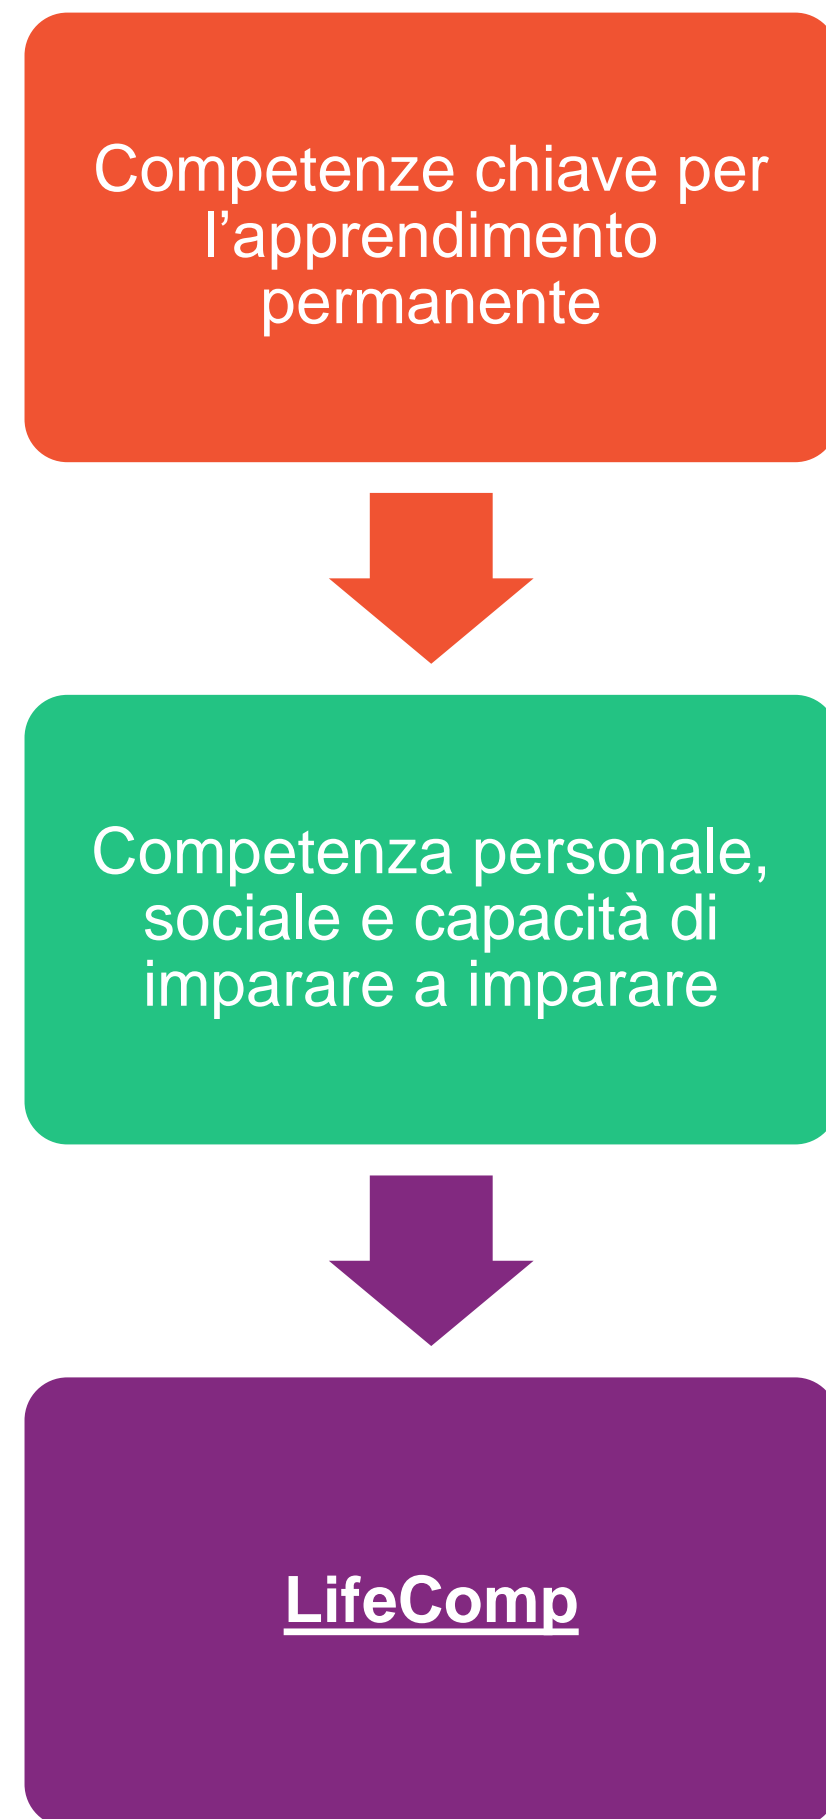 Competenze chiave per
l’apprendimento
permanente
Competenza personale,
sociale e capacità di
imparare a imparare
LifeComp